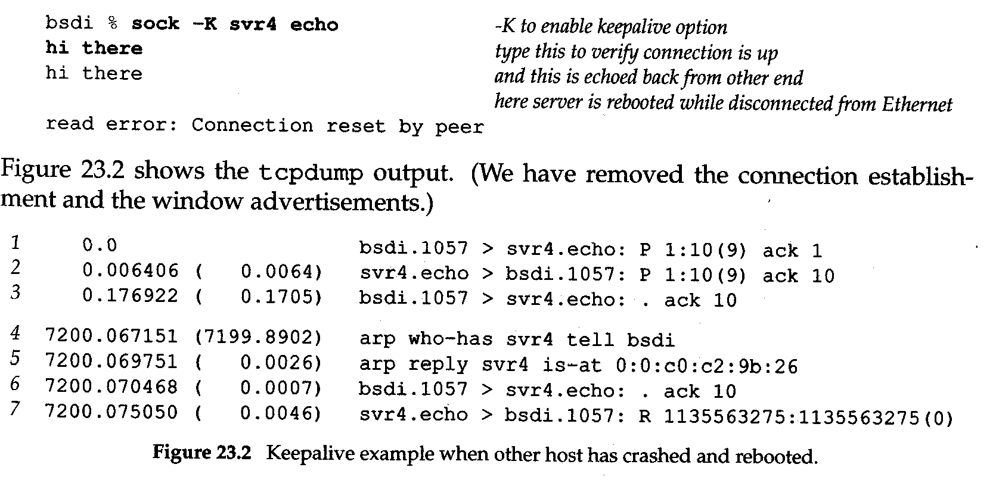 bsdi % sock -K svr4 echo -K to enable keepalive option
hi there type this to verify connection is up
hi there and this is echoed back from other end
here server is rebooted while disconnected from Ethernet
read error: Connection reset by peer
Figure 23.2 shows the tcpdump output. (We have removed the connection establish-
ment and the window advertisements.)
1 0.0 bsdi.1057 > svr4.echo: P 1:10(9) ack 1
2 0.006406 ( 0.0064) svr4.echo > bsdi.1057: P 1:10(9) ack 10
3 0.176922 ( 0.1705) bsdi.1057 > svr4.echo: . ack 10
4 7200.067151 (7199.8902) arp who-has svr4 tell bsdi
5 7200.069751 ( 0.0026) arp reply svr4 is-at 0:0:c0:c2:9b:26
6 7200.070468 ( 0.0007) bsdi.1057 > svr4.echo: . ack 10
7 7200.075050 ( 0.0046) svr4.echo > bsdi.1057: R 1135563275:1135563275(0)
Figure 23.2 Keepalive example when other host has crashed and rebooted.